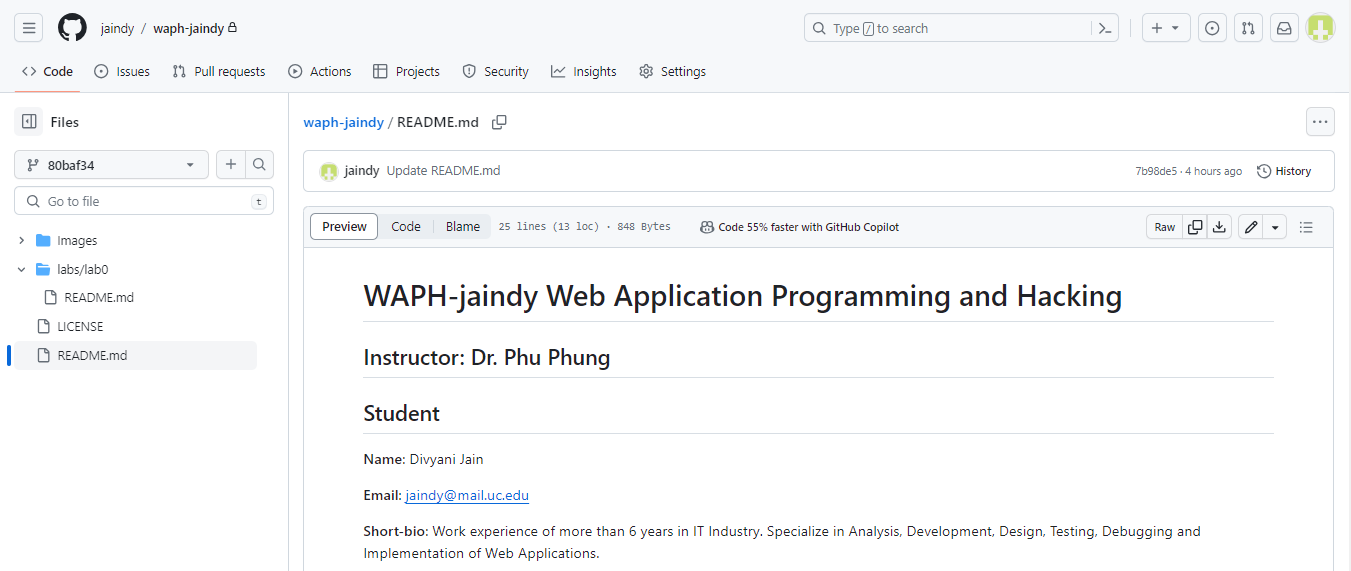 jaindy / waph-jaindy
Type / to search
Code Issues Pull requests Actions Projects Security Insights Settings
Files
80baf34
Go to file t
Images
labs/lab0
README.md
LICENSE
README.md
waph-jaindy / README.md
jaindy Update README.md 7b98de5 · 4 hours ago History
Preview Code Blame 25 lines (13 loc) · 848 Bytes Code 55% faster with GitHub Copilot Raw
WAPH-jaindy Web Application Programming and Hacking
Instructor: Dr. Phu Phung
Student
Name: Divyani Jain
Email: jaindy@mail.uc.edu
Short-bio: Work experience of more than 6 years in IT Industry. Specialize in Analysis, Development, Design, Testing, Debugging and
Implementation of Web Applications.